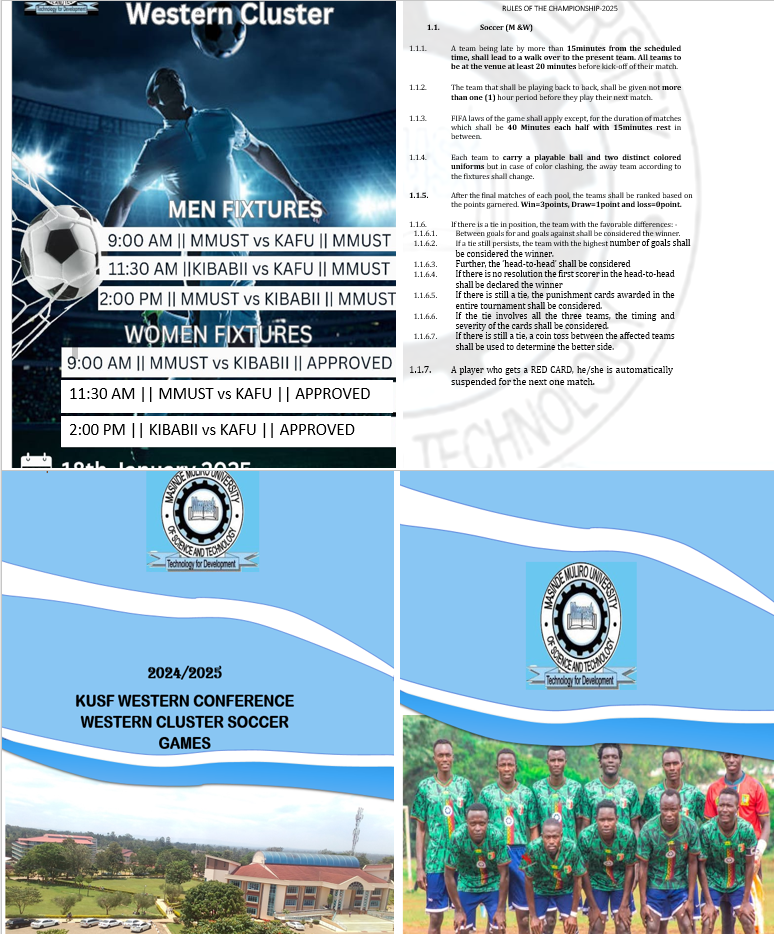 Western Cluster
MEN FIXTURES
9:00 AM || MMUST vs KAFU || MMUST
11:30 AM ||KIBABII vs KAFU || MMUST
2:00 PM || MMUST vs KIBABII || MMUST
WOMEN FIXTURES
9:00 AM || MMUST vs KIBABII || APPROVED
11:30 AM || MMUST vs KAFU || APPROVED
2:00 PM || KIBABII vs KAFU || APPROVED
18th January 2025
RULES OF THE CHAMPIONSHIP-2025
1.1. Soccer (M &W)
1.1.1. A team being late by more than 15minutes from the scheduled
time, shall lead to a walk over to the present team. All teams to
be at the venue at least 20 minutes before kick-off of their match.
1.1.2. The team that shall be playing back to back, shall be given not more
than one (1) hour period before they play their next match.
1.1.3. FIFA laws of the game shall apply except, for the duration of matches
which shall be 40 Minutes each half with 15minutes rest in
between.
1.1.4. Each team to carry a playable ball and two distinct colored
uniforms but in case of color clashing, the away team according to
the fixtures shall change.
1.1.5. After the final matches of each pool, the teams shall be ranked based on
the points garnered. Win=3points, Draw=1point and loss=0point.
1.1.6. If there is a tie in position, the team with the favorable differences: -
1.1.6.1. Between goals for and goals against shall be considered the winner.
1.1.6.2. If a tie still persists, the team with the highest number of goals shall
be considered the winner.
1.1.6.3. Further, the 'head-to-head' shall be considered
1.1.6.4. If there is no resolution the first scorer in the head-to-head
shall be declared the winner
1.1.6.5. If there is still a tie, the punishment cards awarded in the
entire tournament shall be considered.
1.1.6.6. If the tie involves all the three teams, the timing and
severity of the cards shall be considered.
1.1.6.7. If there is still a tie, a coin toss between the affected teams
shall be used to determine the better side.
1.1.7. A player who gets a RED CARD, he/she is automatically
suspended for the next one match.
TECHNOLOGY
MASINDE MULIRO UNIVERSITY
OF SCIENCE AND TECHNOLOGY
Technology for Development
2024/2025
KUSF WESTERN CONFERENCE
WESTERN CLUSTER SOCCER
GAMES
MASINDE MULIRO UNIVERSITY
OF SCIENCE AND TECHNOLOGY
Technology for Development